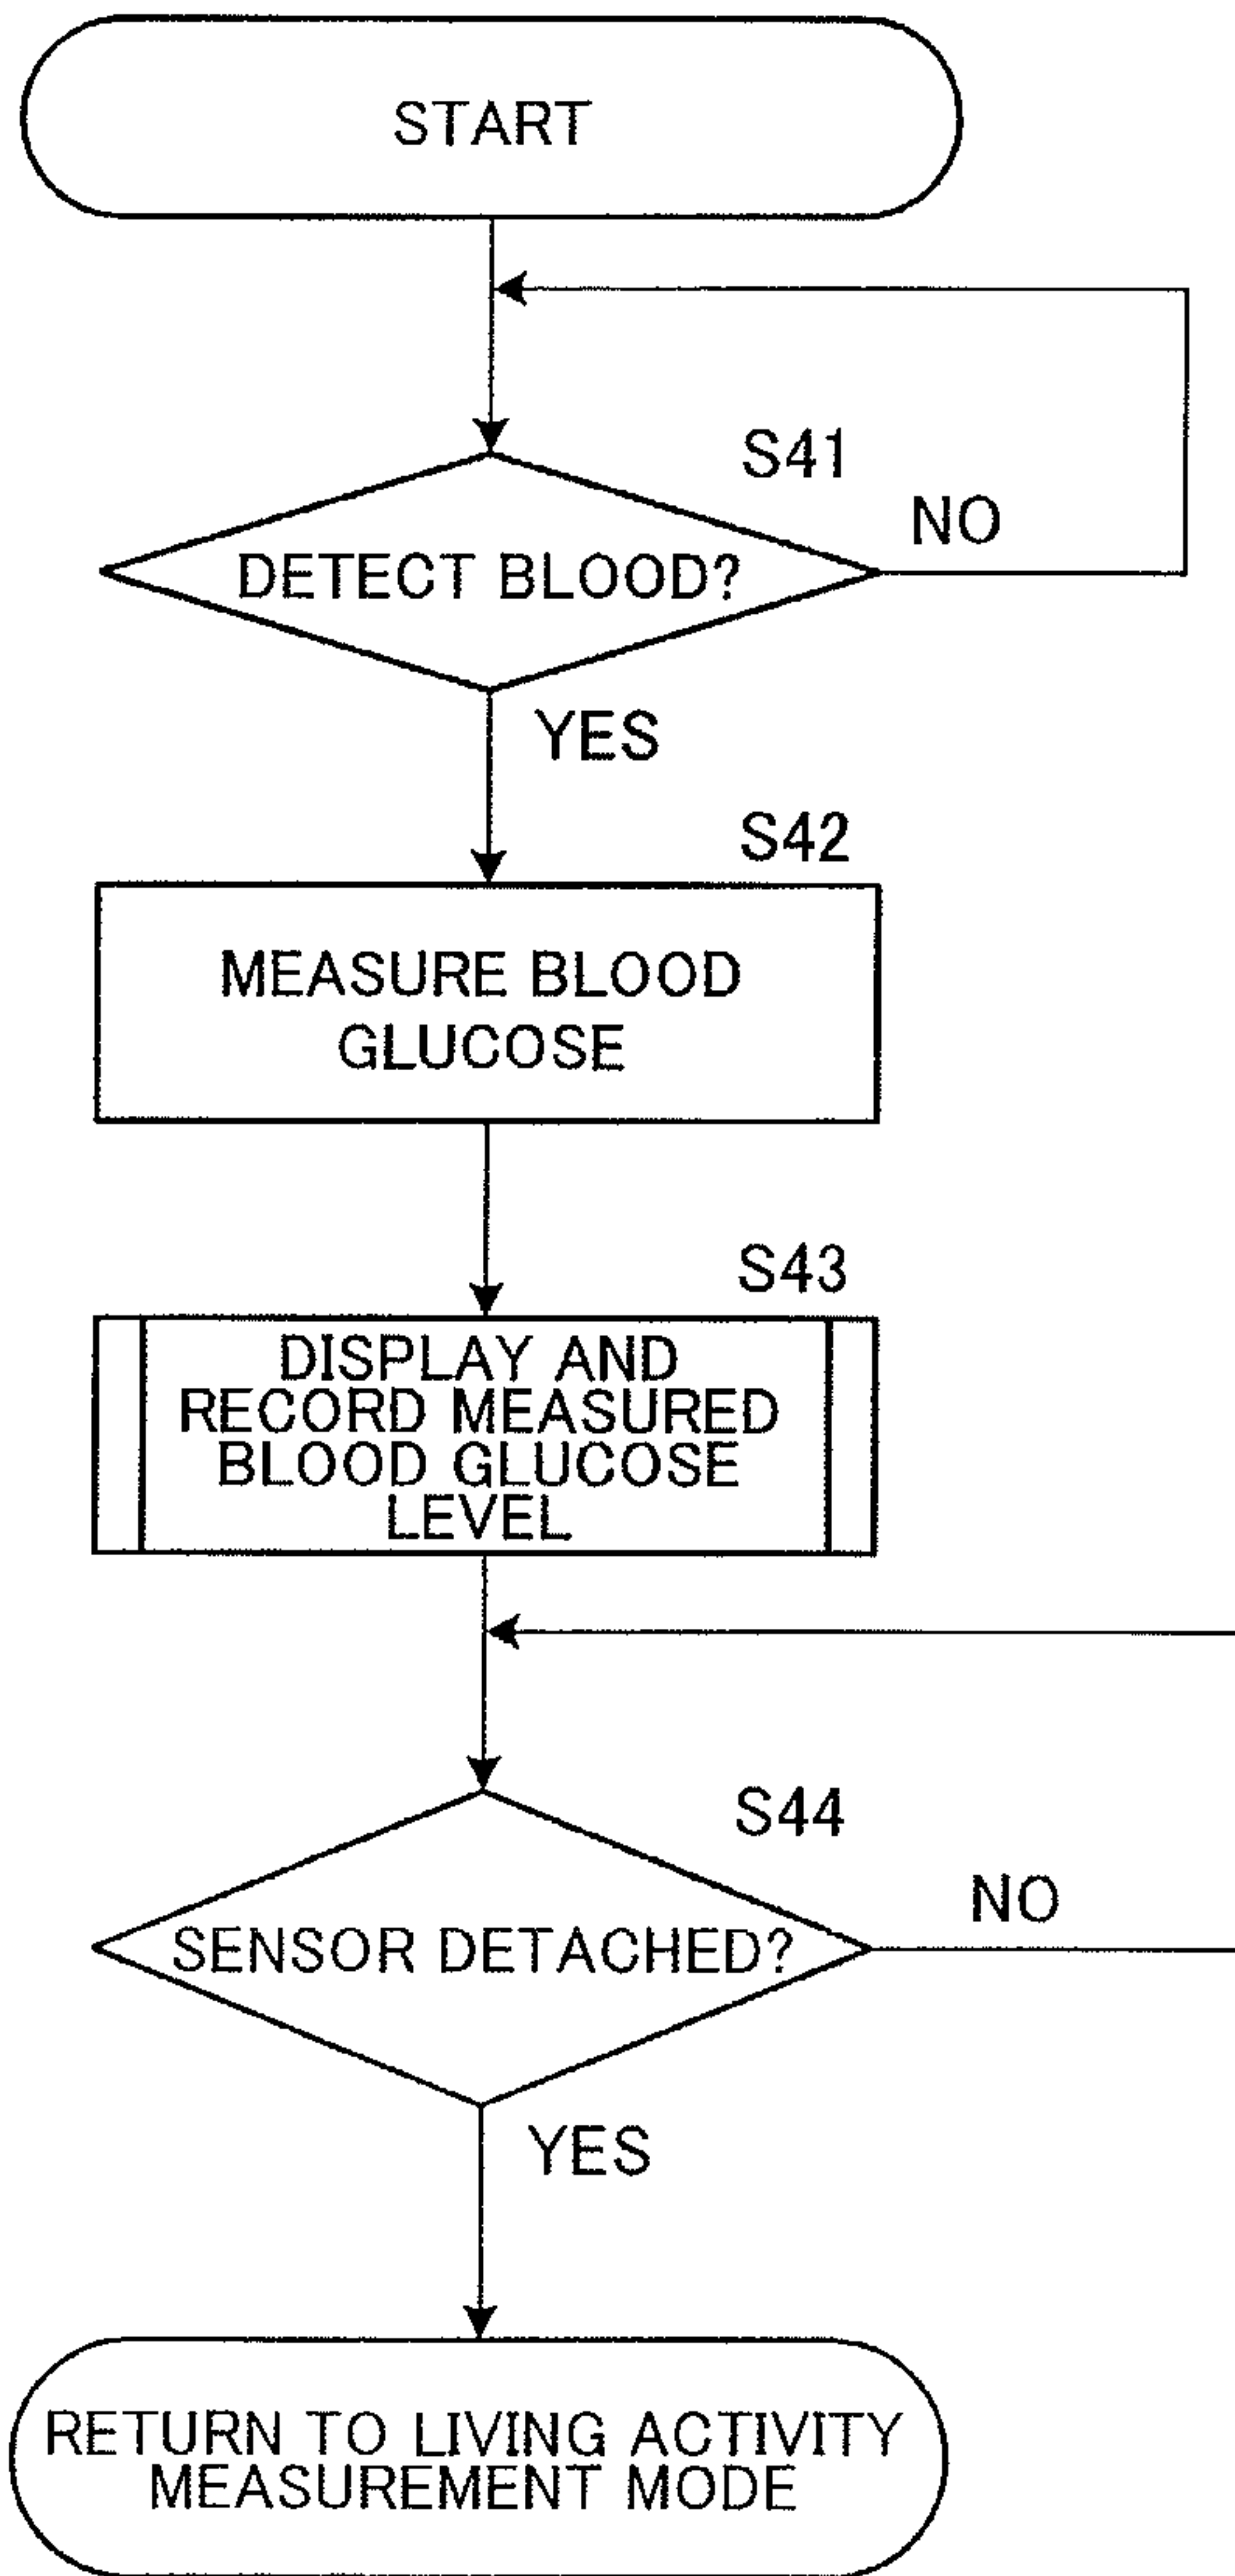 START
S41
NO
DETECT BLOOD?
YES
S42
MEASURE BLOOD
GLUCOSE
S43
DISPLAY AND
RECORD MEASURED
BLOOD GLUCOSE
LEVEL
S44
NO
SENSOR DETACHED?
YES
RETURN TO LIVING ACTIVITY
MEASUREMENT MODE